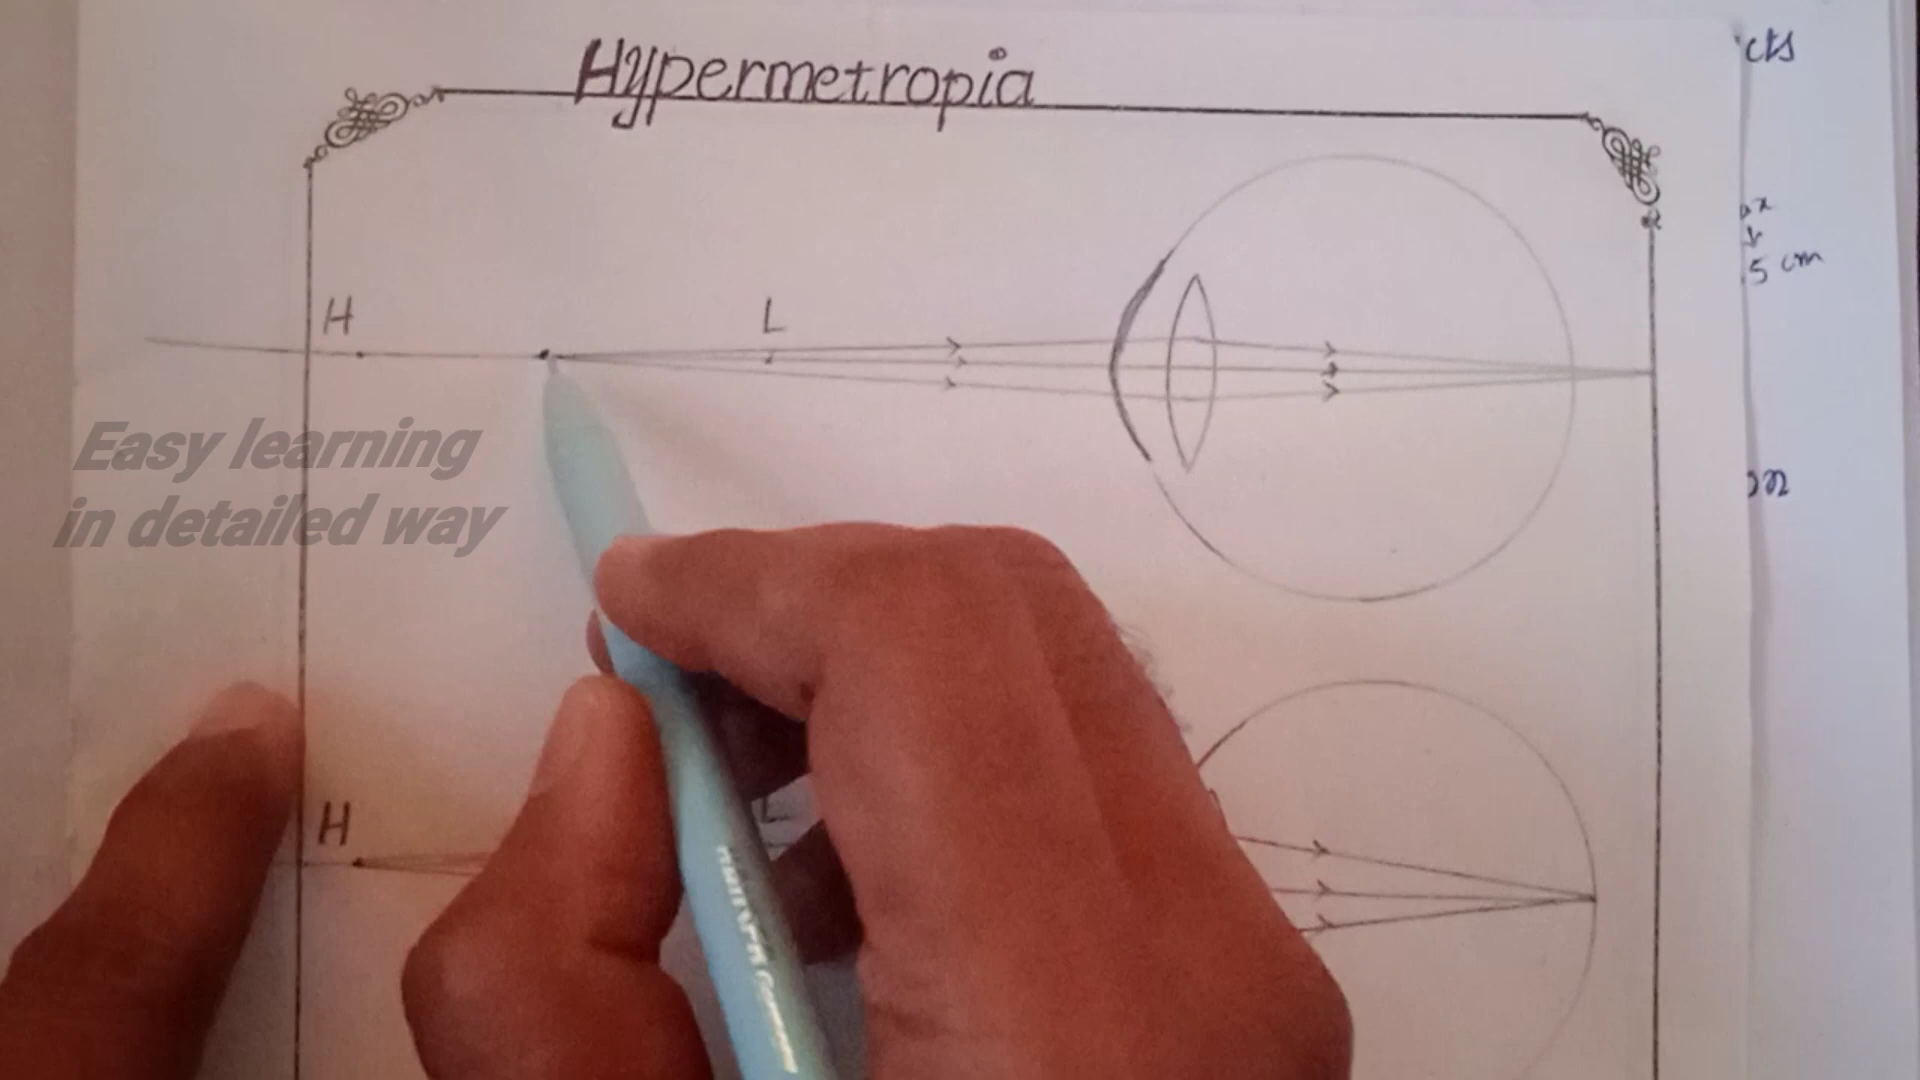 Hypermetropia
cts
H
L
5 cm
Easy learning
in detailed way
H
L